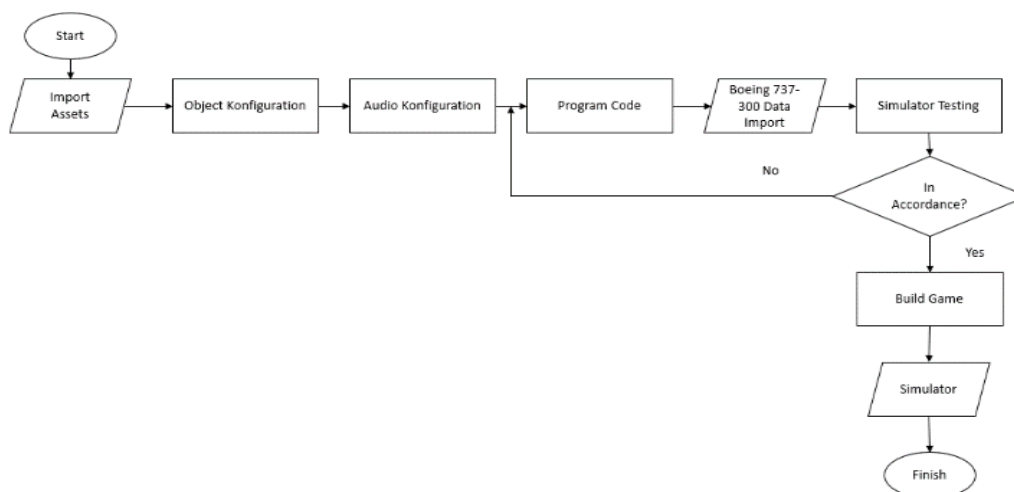 Start
Import
Assets
Object Konfiguration
Audio Konfiguration
Program Code
Boeing 737-
300 Data
Import
Simulator Testing
No
In
Accordance?
Yes
Build Game
Simulator
Finish